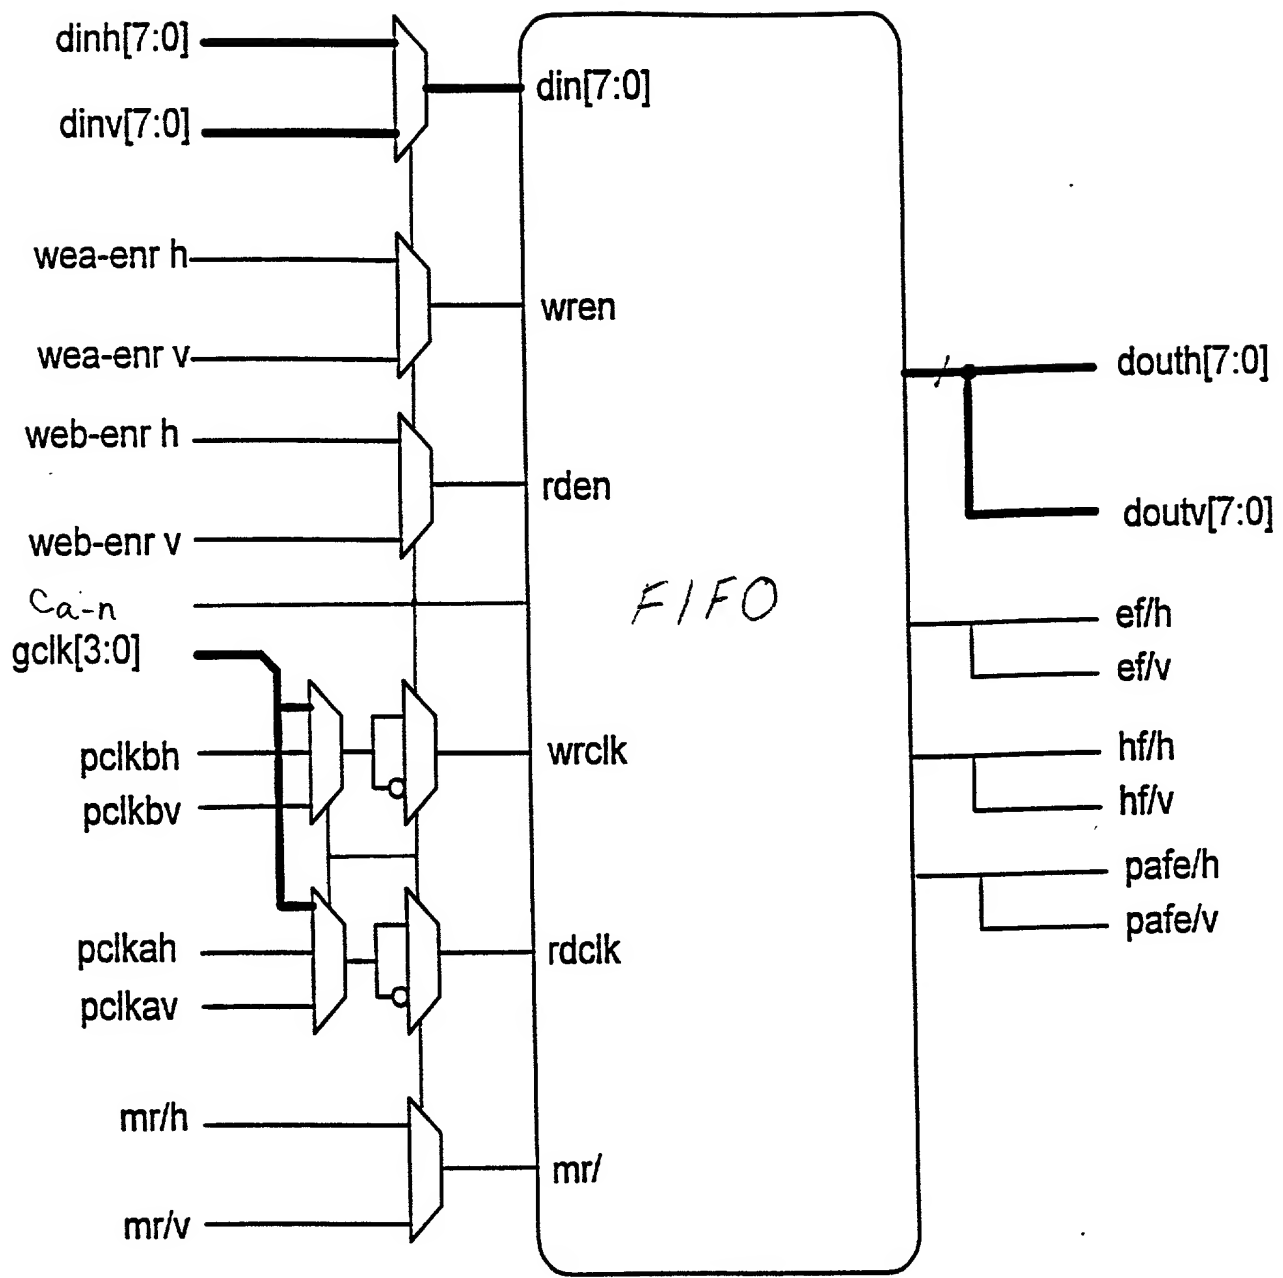 dinh[7:0]
din[7:0]
dinv[7:0]
wea-enr h
wren
wea-enr v
douth[7:0]
web-enr h
rden
doutv[7:0]
web-enr v
Ca-n
FIFO
ef/h
gclk[3:0]
ef/v
pclkbh
wrclk
hf/h
pclkbv
hf/v
pafe/h
pclkah
rdclk
pafe/v
pclkav
mr/h
mr/
mr/v